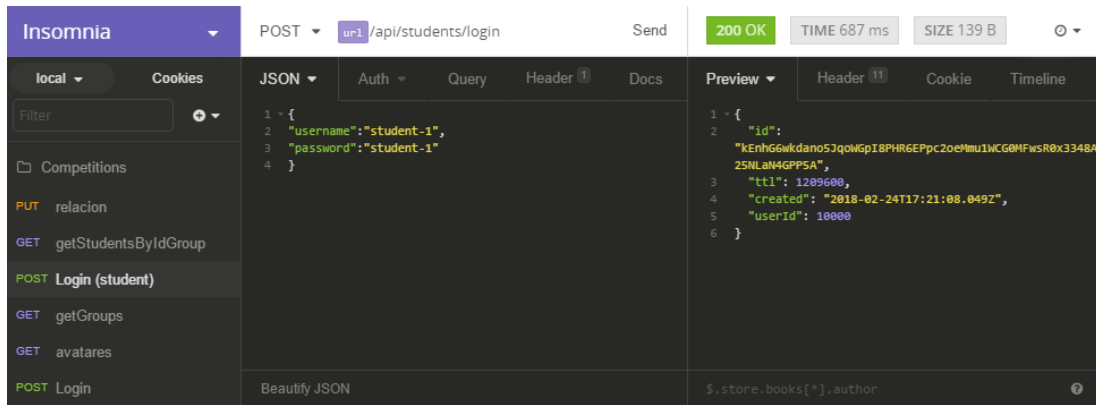 Insomnia
POST url /api/students/login Send
200 OK TIME 687 ms SIZE 139 B
local Cookies
JSON Auth Query Header 1 Docs
Preview Header 11 Cookie Timeline
Filter
Competitions
PUT relacion
GET getStudentsByIdGroup
POST Login (student)
GET getGroups
GET avatares
POST Login
1 {
2 "username":"student-1",
3 "password":"student-1"
4 }
Beautify JSON
1 {
2 "id":
"kEnhG6wkdano5JqoWGpI8PHR6EPpc2oeMmu1WCG0MFwsR0x3348A
25NLaN4GPP5A",
3 "ttl": 1209600,
4 "created": "2018-02-24T17:21:08.049Z",
5 "userId": 10000
6 }
$.store.books[*].author